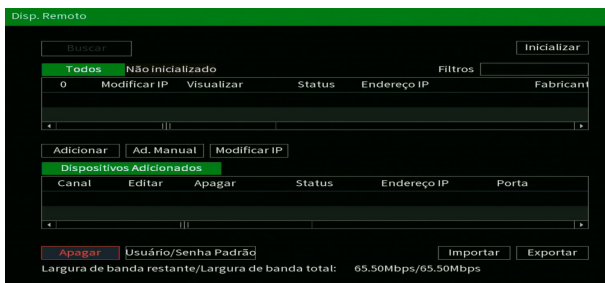 Disp. Remoto
Buscar Inicializar
Todos Não inicializado Filtros
0 Modificar IP Visualizar Status Endereço IP Fabricant
Adicionar Ad. Manual Modificar IP
Dispositivos Adicionados
Canal Editar Apagar Status Endereço IP Porta
Apagar Usuário/Senha Padrão Importar Exportar
Largura de banda restante/Largura de banda total: 65.50Mbps/65.50Mbps